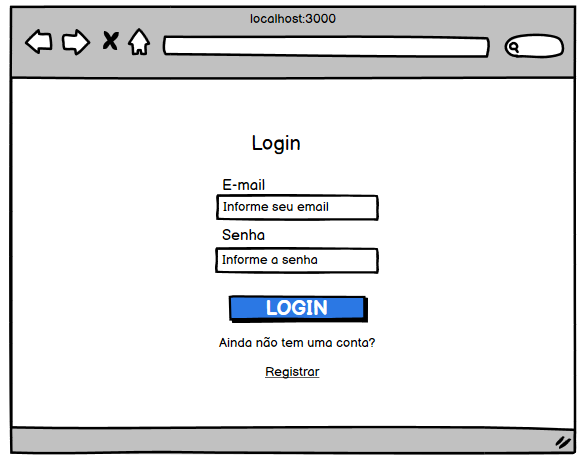 localhost:3000
Login
E-mail
Informe seu email
Senha
Informe a senha
LOGIN
Ainda não tem uma conta?
Registrar